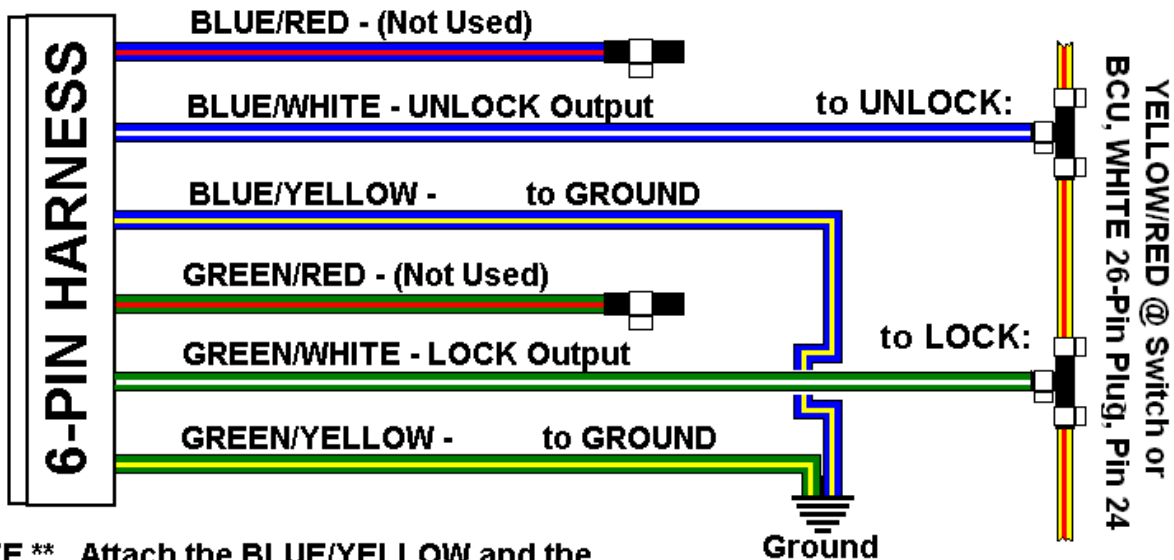 6-PIN HARNESS
BLUE/RED - (Not Used)
BLUE/WHITE - UNLOCK Output
to UNLOCK:
BLUE/YELLOW - to GROUND
GREEN/RED - (Not Used)
to LOCK:
GREEN/WHITE - LOCK Output
GREEN/YELLOW - to GROUND
Ground
YELLOW/RED @ Switch or
BCU, WHITE 26-Pin Plug, Pin 24
** Attach the BLUE/YELLOW and the